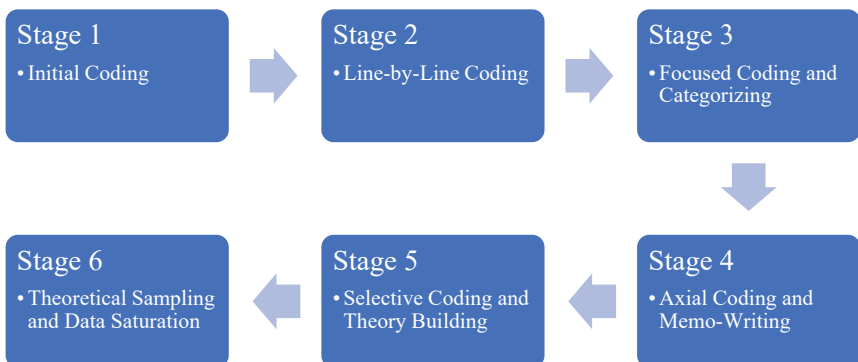 Stage 1
• Initial Coding
Stage 2
• Line-by-Line Coding
Stage 3
• Focused Coding and
Categorizing
Stage 4
• Axial Coding and
Memo-Writing
Stage 5
• Selective Coding and
Theory Building
Stage 6
• Theoretical Sampling
and Data Saturation